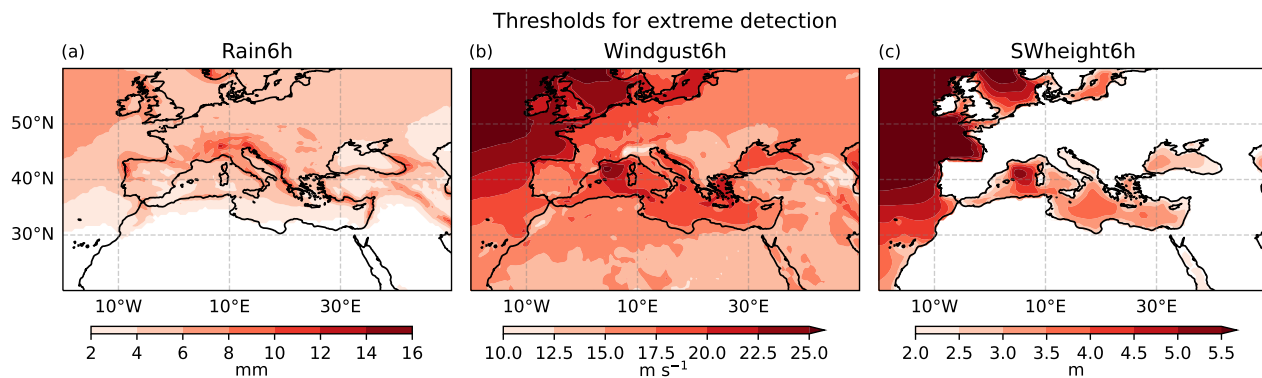 Thresholds for extreme detection
(a) Rain6h
(b) Windgust6h
(c) SWheight6h
50°N
40°N
30°N
10°W 10°E 30°E
10°W 10°E 30°E
10°W 10°E 30°E
2 4 6 8 10 12 14 16
mm
10.0 12.5 15.0 17.5 20.0 22.5 25.0
m s⁻¹
2.0 2.5 3.0 3.5 4.0 4.5 5.0 5.5
m